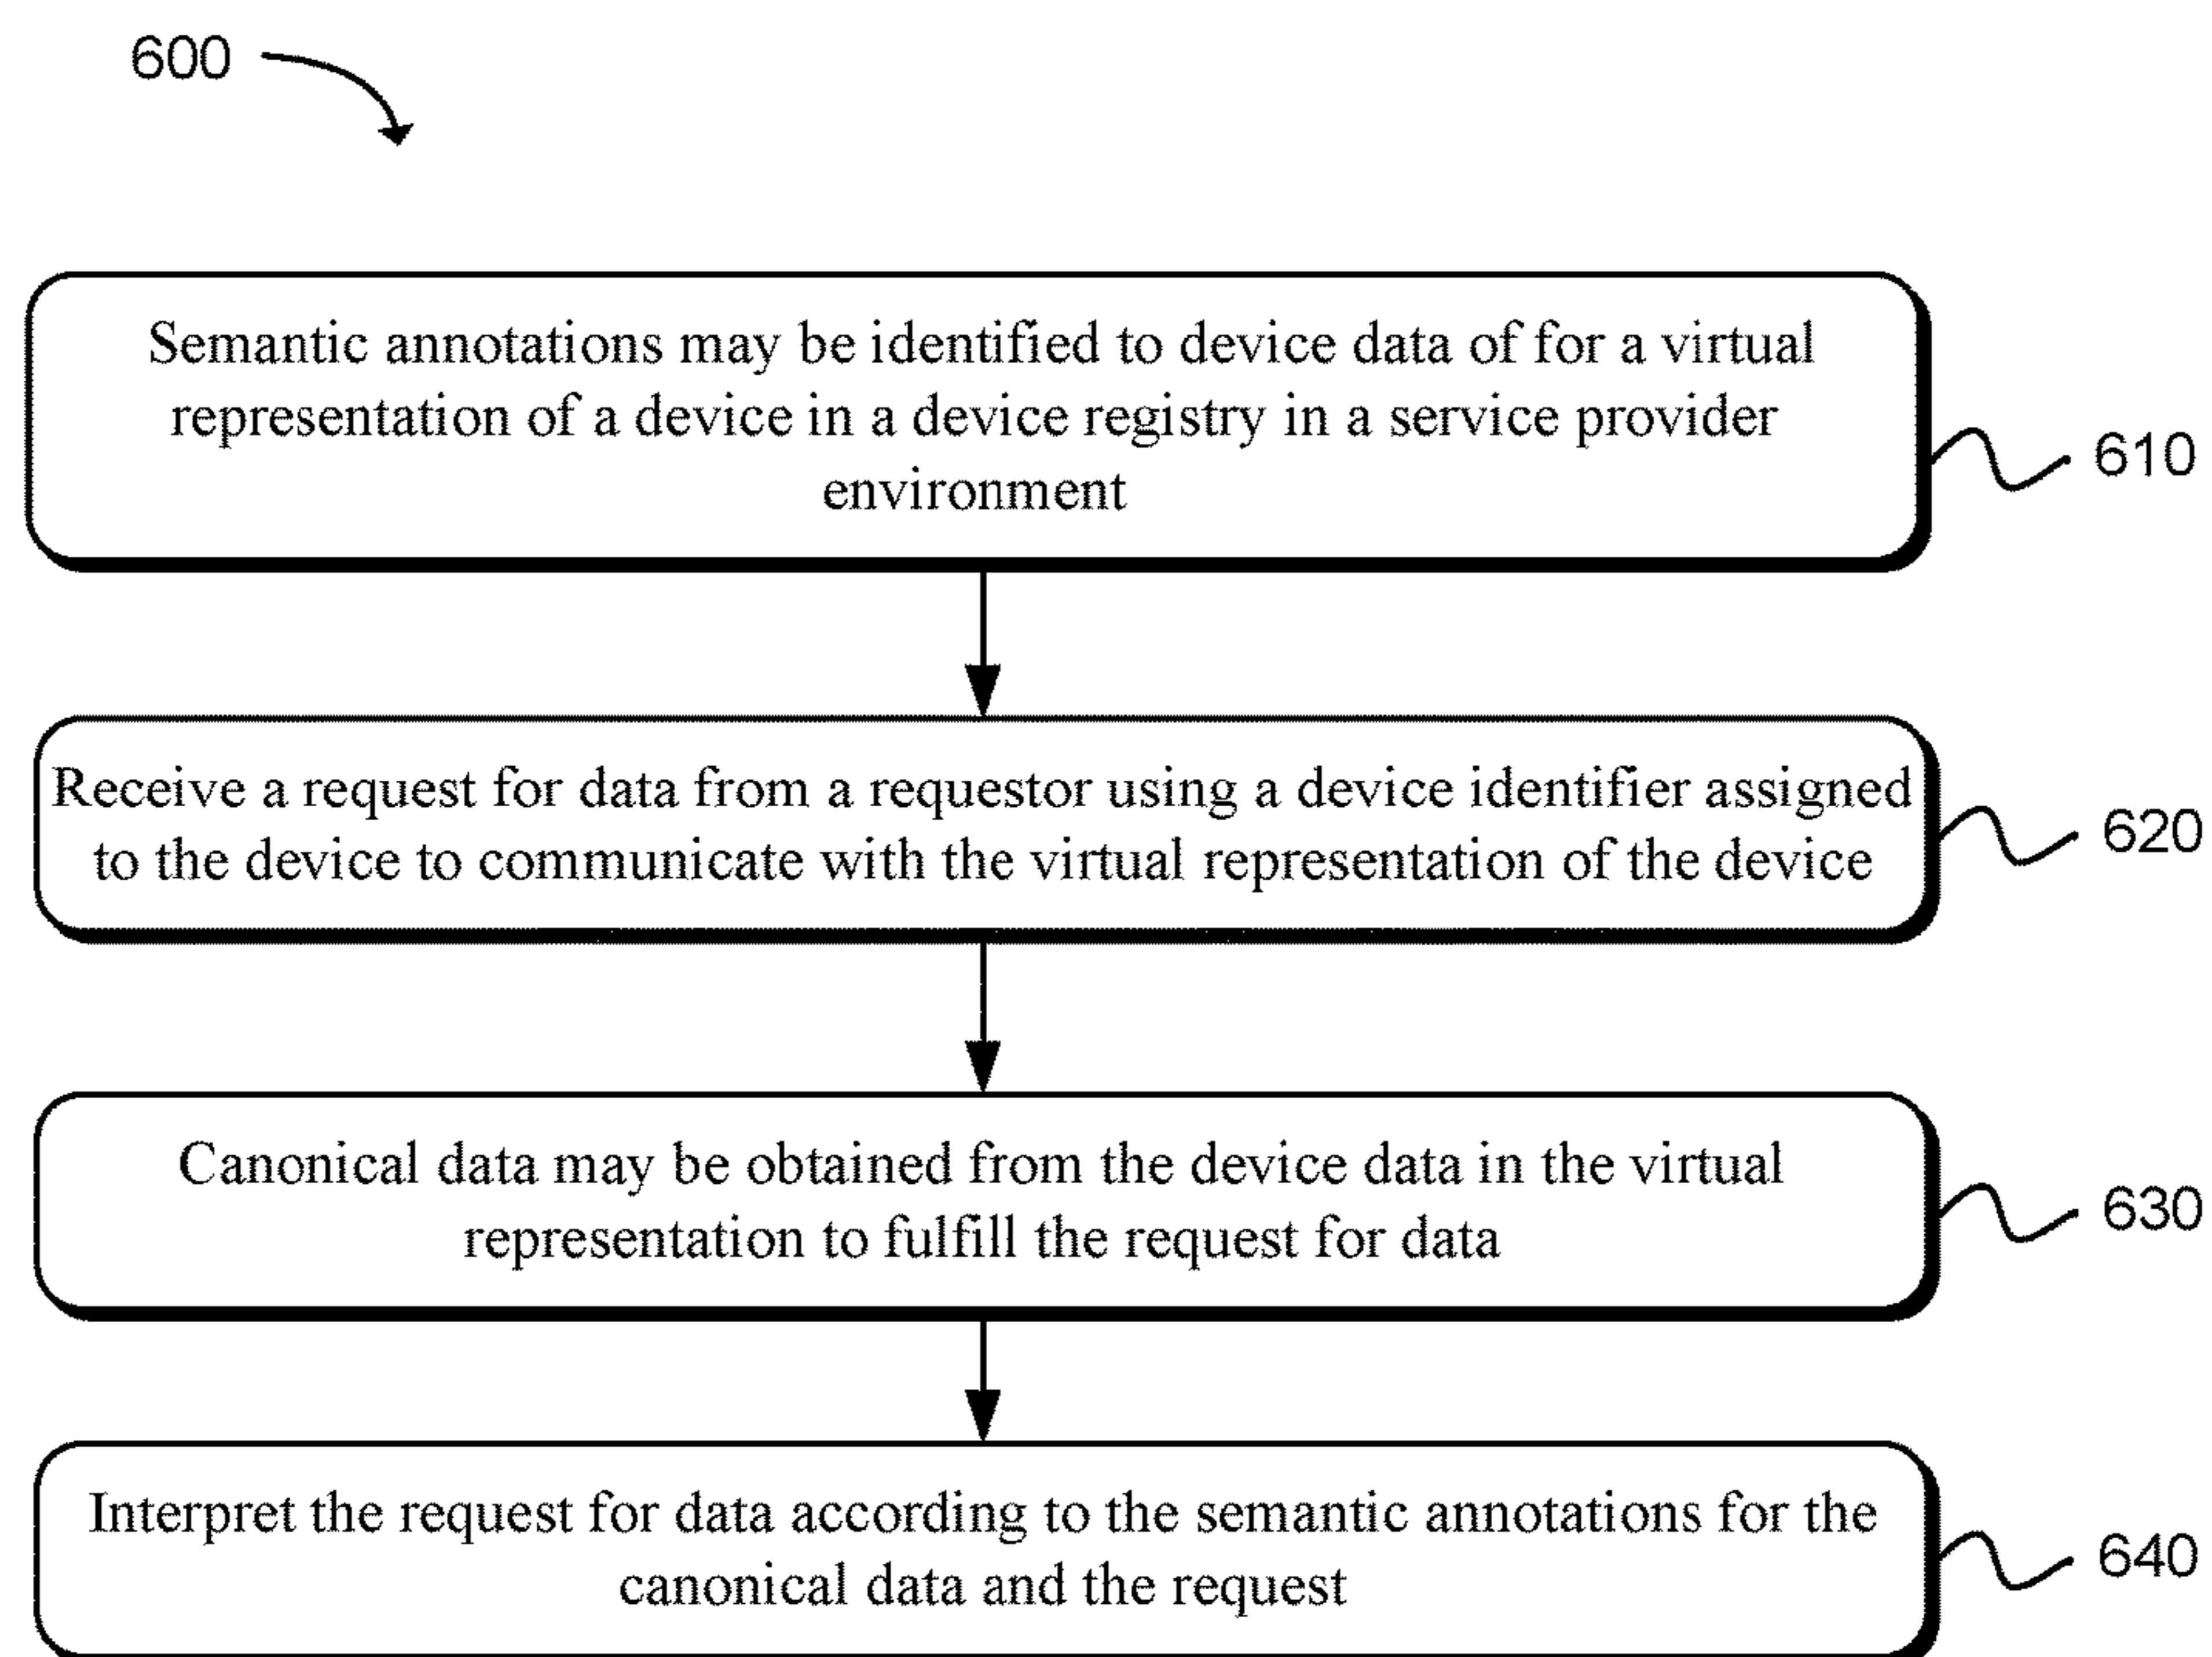 600
Semantic annotations may be identified to device data of for a virtual
representation of a device in a device registry in a service provider
environment
610
Receive a request for data from a requestor using a device identifier assigned
to the device to communicate with the virtual representation of the device
620
Canonical data may be obtained from the device data in the virtual
representation to fulfill the request for data
630
Interpret the request for data according to the semantic annotations for the
canonical data and the request
640